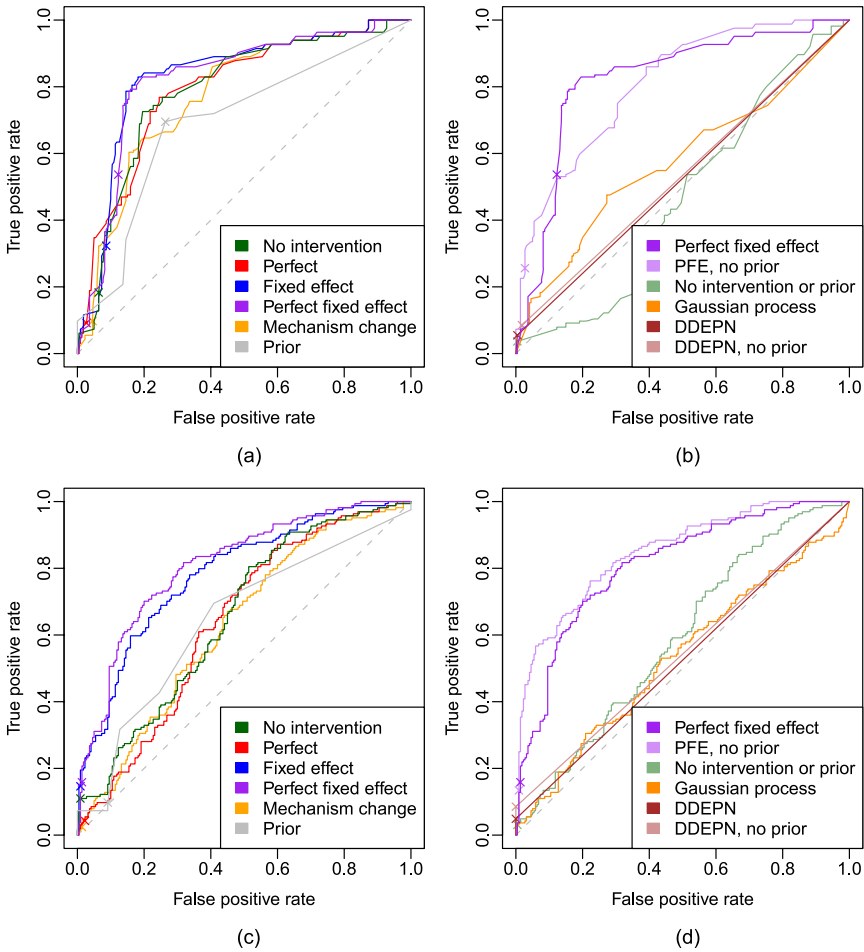 True positive rate
1.0
0.8
0.6
0.4
0.2
0.0
0.0 0.2 0.4 0.6 0.8 1.0
False positive rate
No intervention
Perfect
Fixed effect
Perfect fixed effect
Mechanism change
Prior
(a)
True positive rate
1.0
0.8
0.6
0.4
0.2
0.0
0.0 0.2 0.4 0.6 0.8 1.0
False positive rate
Perfect fixed effect
PFE, no prior
No intervention or prior
Gaussian process
DDEPN
DDEPN, no prior
(b)
True positive rate
1.0
0.8
0.6
0.4
0.2
0.0
0.0 0.2 0.4 0.6 0.8 1.0
False positive rate
No intervention
Perfect
Fixed effect
Perfect fixed effect
Mechanism change
Prior
(c)
True positive rate
1.0
0.8
0.6
0.4
0.2
0.0
0.0 0.2 0.4 0.6 0.8 1.0
False positive rate
Perfect fixed effect
PFE, no prior
No intervention or prior
Gaussian process
DDEPN
DDEPN, no prior
(d)